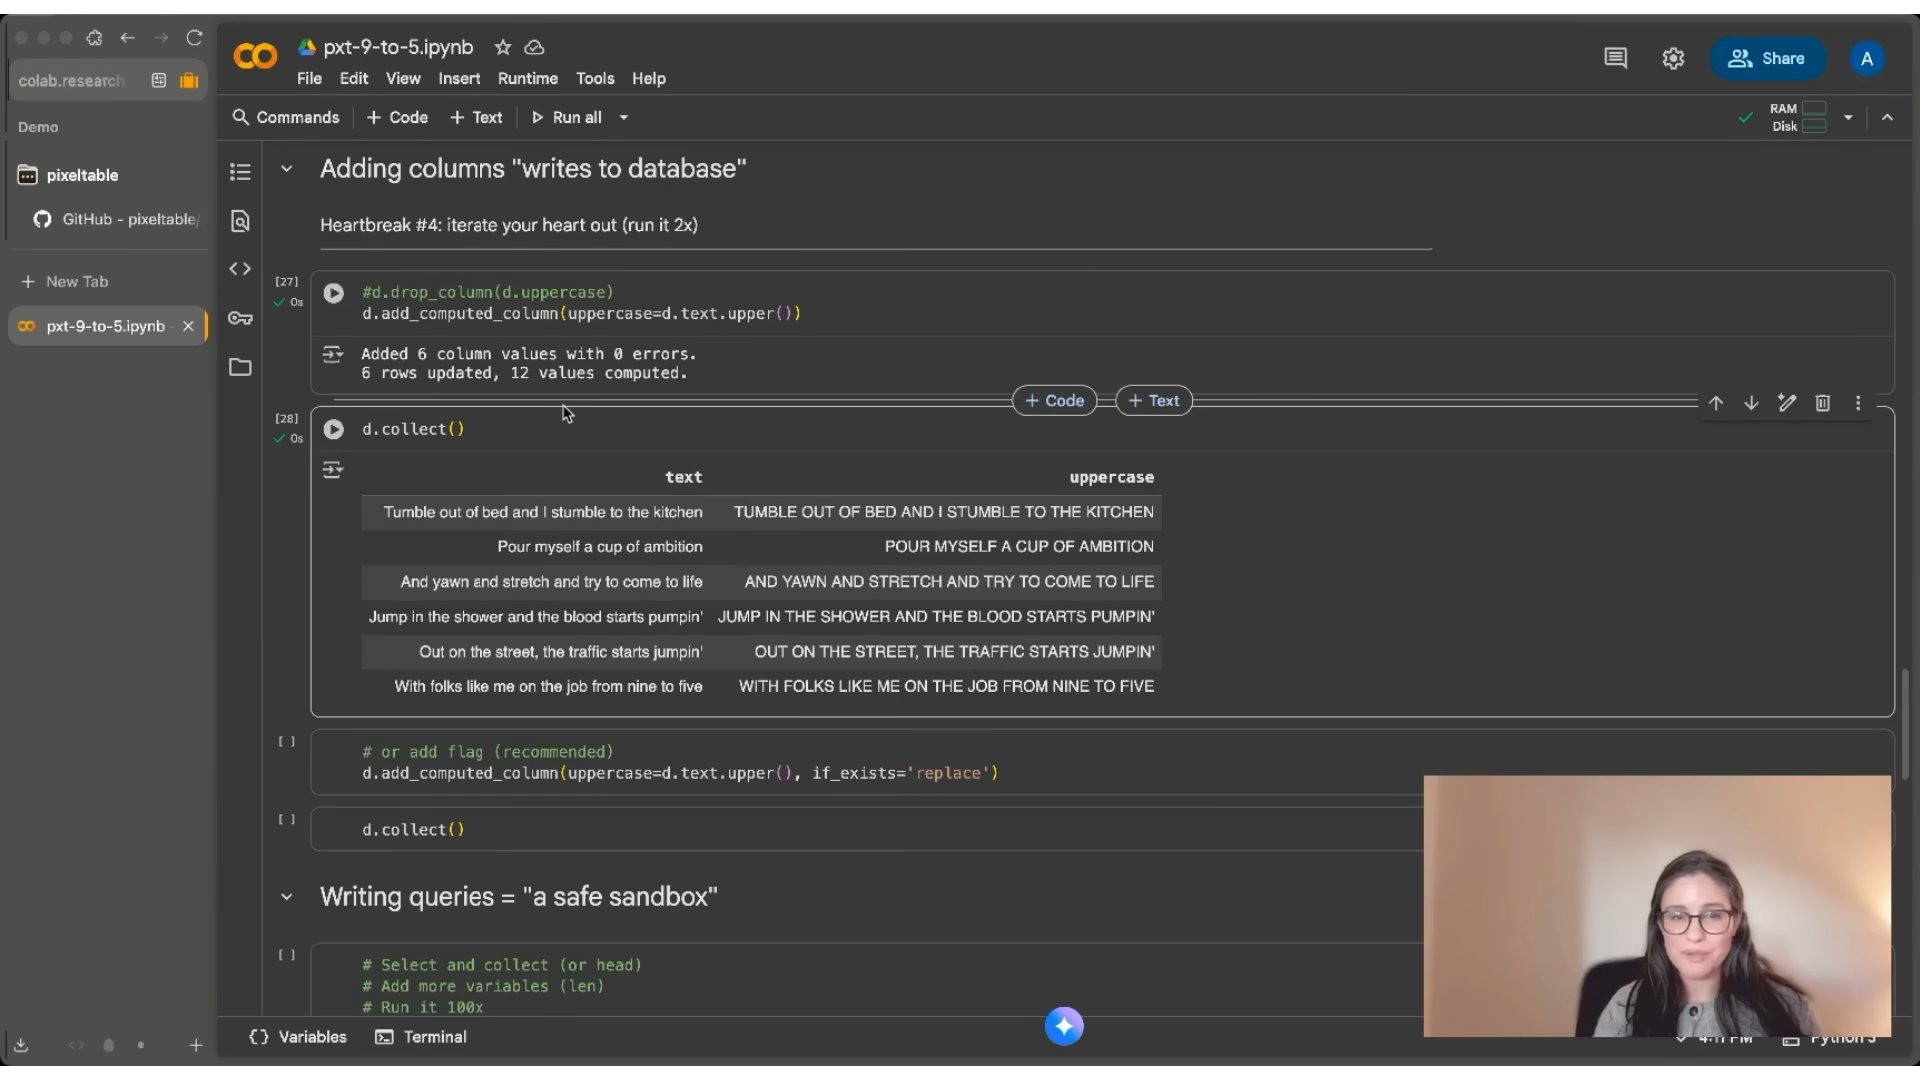 colab.research
Demo
pixeltable
GitHub - pixeltable/
New Tab
pxt-9-to-5.ipynb
pxt-9-to-5.ipynb
File Edit View Insert Runtime Tools Help
Share
A
Commands + Code + Text Run all
RAM
Disk
Adding columns "writes to database"
Heartbreak #4: iterate your heart out (run it 2x)
[27]
0s
#d.drop_column(d.uppercase)
d.add_computed_column(uppercase=d.text.upper())
Added 6 column values with 0 errors.
6 rows updated, 12 values computed.
+ Code + Text
[28]
0s
d.collect()
text uppercase
Tumble out of bed and I stumble to the kitchen TUMBLE OUT OF BED AND I STUMBLE TO THE KITCHEN
Pour myself a cup of ambition POUR MYSELF A CUP OF AMBITION
And yawn and stretch and try to come to life AND YAWN AND STRETCH AND TRY TO COME TO LIFE
Jump in the shower and the blood starts pumpin' JUMP IN THE SHOWER AND THE BLOOD STARTS PUMPIN'
Out on the street, the traffic starts jumpin' OUT ON THE STREET, THE TRAFFIC STARTS JUMPIN'
With folks like me on the job from nine to five WITH FOLKS LIKE ME ON THE JOB FROM NINE TO FIVE
[ ]
# or add flag (recommended)
d.add_computed_column(uppercase=d.text.upper(), if_exists='replace')
[ ]
d.collect()
Writing queries = "a safe sandbox"
[ ]
# Select and collect (or head)
# Add more variables (len)
# Run it 100x
Variables Terminal
4:17 PM Python 3